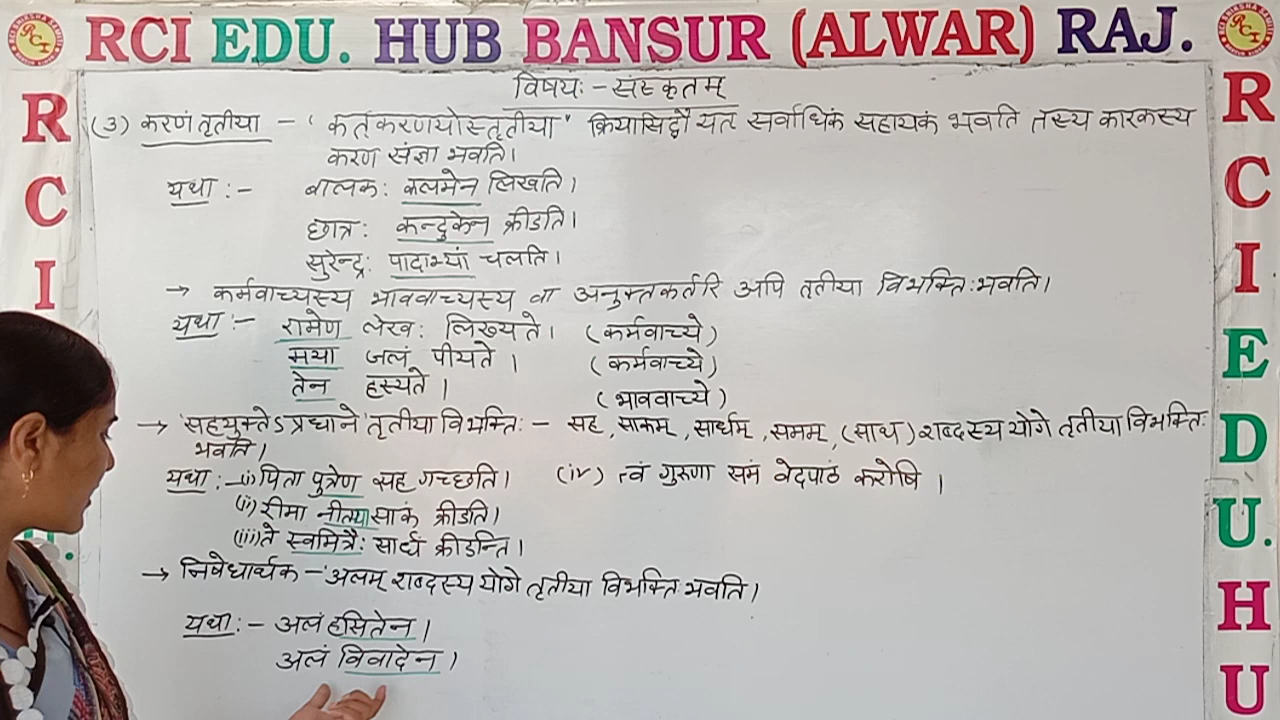 RCI EDU. HUB BANSUR (ALWAR) RAJ.
विषयः - संस्कृतम्
(3) करणं तृतीया - 'कर्तृकरणयोस्तृतीया' क्रियासिद्धौ यत् सर्वाधिकं सहायकं भवति तस्य कारकस्य
करण संज्ञा भवति।
यथा :- बालकः कलमेन लिखति।
छात्रः कन्दुकेन क्रीडति।
सुरेन्द्रः पादाभ्यां चलति।
→ कर्मवाच्यस्य भाववाच्यस्य वा अनुक्तकर्तरि अपि तृतीया विभक्तिःभवति।
यथा :- रामेण लेखः लिख्यते। (कर्मवाच्ये)
मया जलं पीयते। (कर्मवाच्ये)
तेन हस्यते। (भाववाच्ये)
→ 'सहयुक्तेऽप्रधाने' तृतीया विभक्तिः - सह, साकम्, सार्धम्, समम्, (साथ) शब्दस्य योगे तृतीया विभक्तिः
भवति।
यथा :- (i) पिता पुत्रेण सह गच्छति। (iv) त्वं गुरुणा समं वेदपाठं करोषि।
(ii) रीमा नीत्या साकं क्रीडति।
(iii) ते स्वमित्रैः सार्धं क्रीडन्ति।
→ निषेधार्थक - 'अलम् शब्दस्य योगे तृतीया विभक्ति भवति।
यथा :- अलं हसितेन।
अलं विवादेन।
R
C
I
U.
R
C
I
E
D
U.
H
U